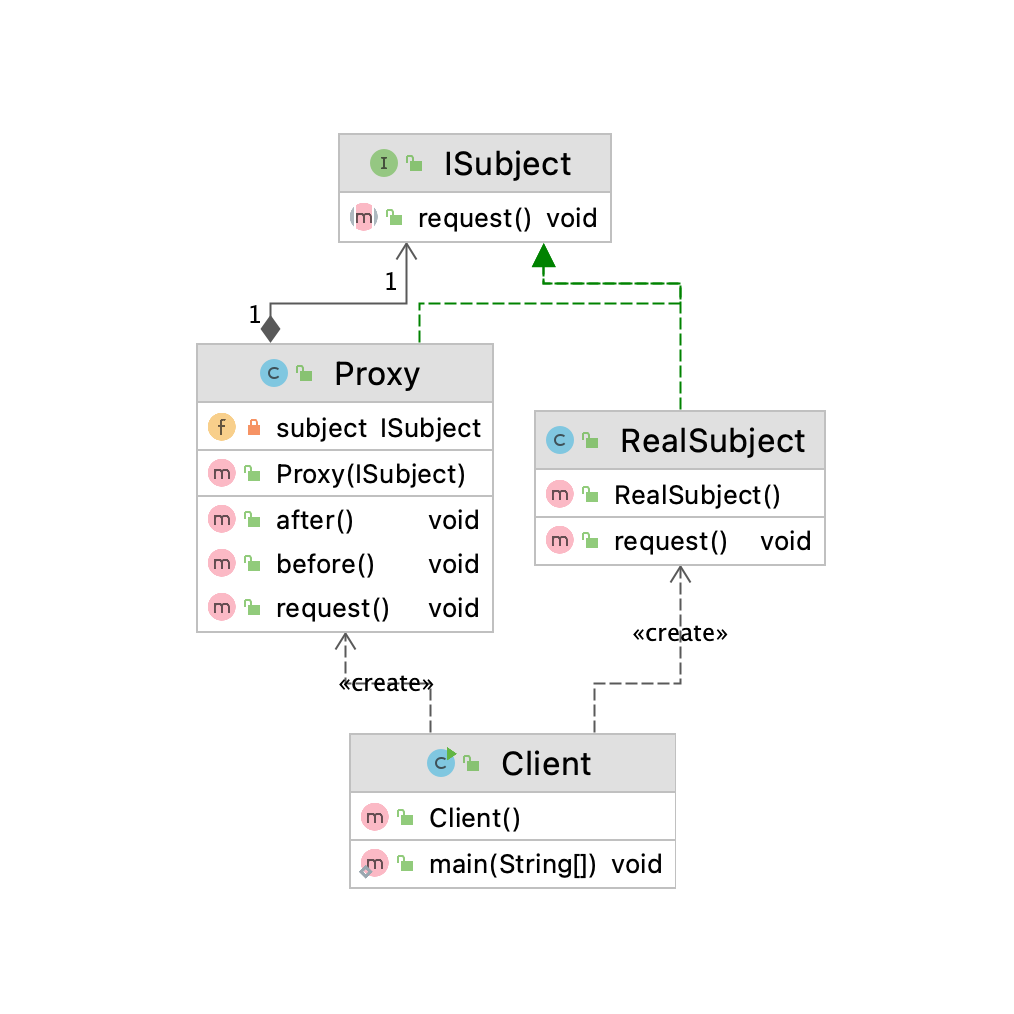 I ISubject
m request() void
1
1
C Proxy
f subject ISubject
m Proxy(ISubject)
m after() void
m before() void
m request() void
C RealSubject
m RealSubject()
m request() void
«create»
«create»
C Client
m Client()
m main(String[]) void